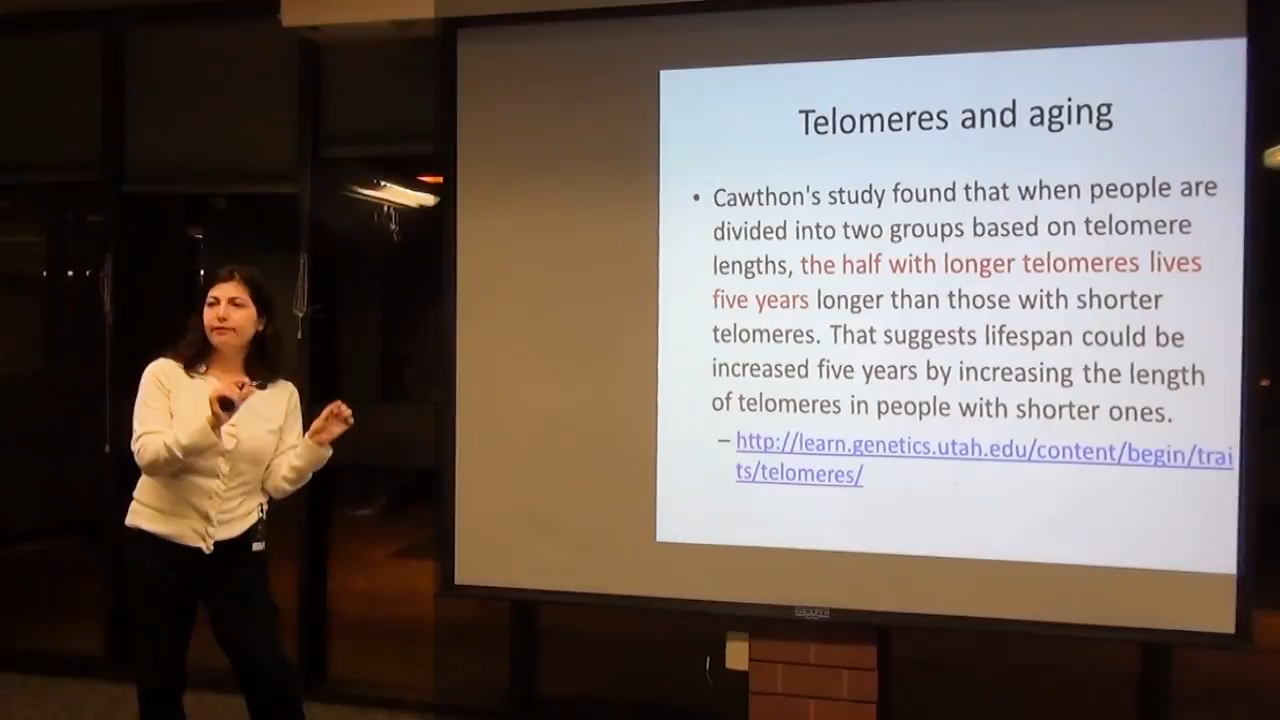 Telomeres and aging
• Cawthon's study found that when people are
divided into two groups based on telomere
lengths, the half with longer telomeres lives
five years longer than those with shorter
telomeres. That suggests lifespan could be
increased five years by increasing the length
of telomeres in people with shorter ones.
– http://learn.genetics.utah.edu/content/begin/trai
ts/telomeres/